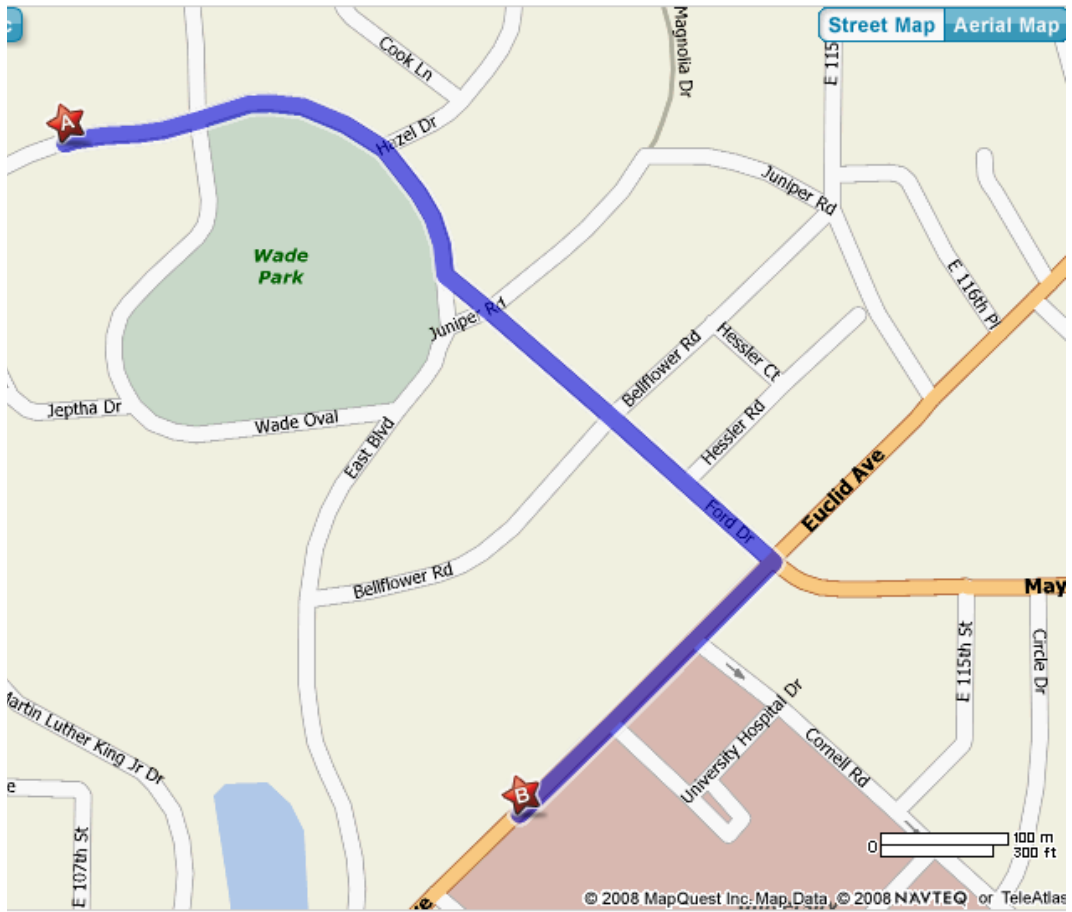 c
Street Map
Aerial Map
Magnolia Dr
E 115
Cook Ln
A
Hazel Dr
Juniper Rd
Wade
Park
E 116th Pl
Juniper Rd
Hessler Ct
Bellflower Rd
Jeptha Dr
Wade Oval
Hessler Rd
East Blvd
Euclid Ave
Ford Dr
Bellflower Rd
May
E 115th St
Circle Dr
University Hospital Dr
Martin Luther King Jr Dr
Cornell Rd
e
B
E 107th St
0
100 m
300 ft
ve
© 2008 MapQuest Inc. Map Data © 2008 NAVTEQ or TeleAtlas